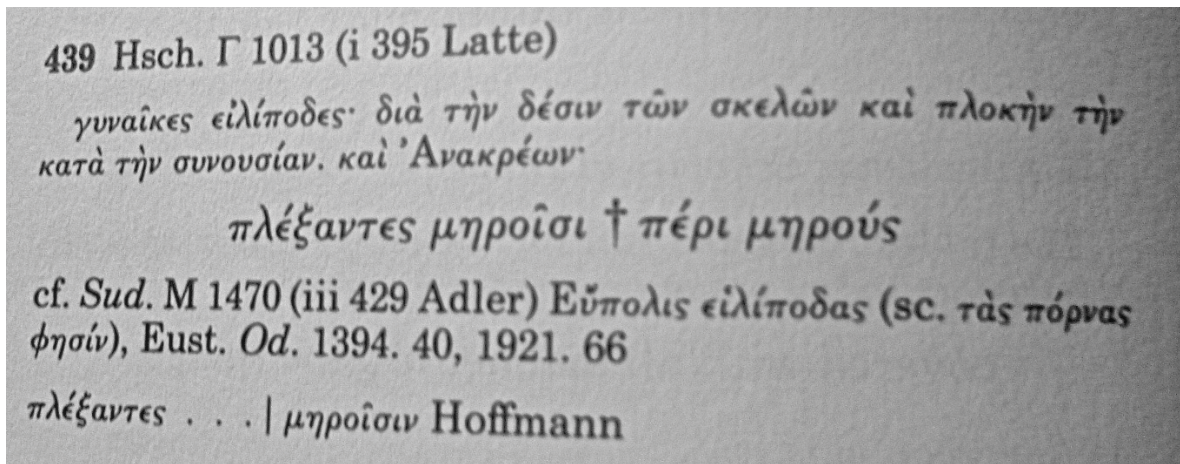 439 Hsch. Γ 1013 (i 395 Latte)
γυναῖκες εἰλίποδες· διὰ τὴν δέσιν τῶν σκελῶν καὶ πλοκὴν τὴν
κατὰ τὴν συνουσίαν. καὶ Ἀνακρέων·
πλέξαντες μηροῖσι † πέρι μηρούς
cf. Sud. M 1470 (iii 429 Adler) Εὔπολις εἰλίποδας (sc. τὰς πόρνας
φησίν), Eust. Od. 1394. 40, 1921. 66
πλέξαντες . . . | μηροῖσιν Hoffmann